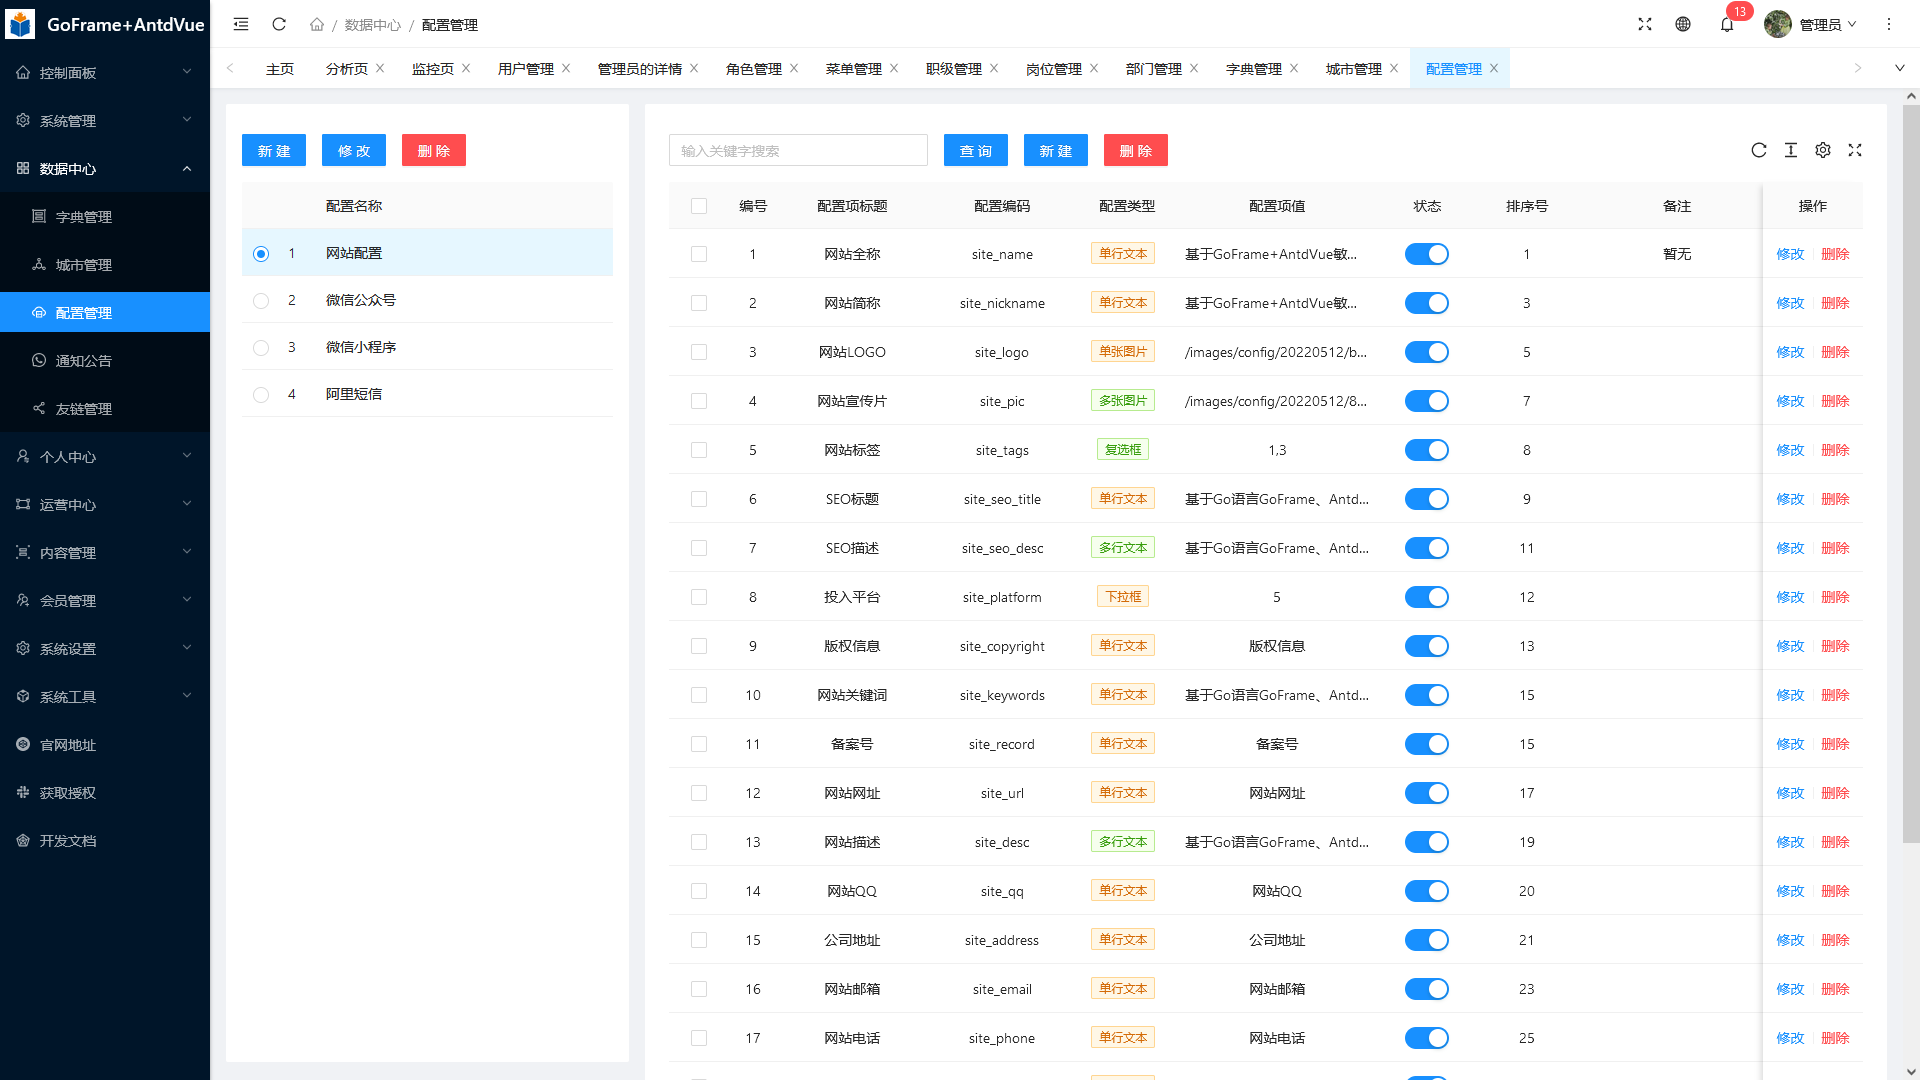 GoFrame+AntdVue
控制面板
系统管理
数据中心
字典管理
城市管理
配置管理
通知公告
友链管理
个人中心
运营中心
内容管理
会员管理
系统设置
系统工具
官网地址
获取授权
开发文档
/ 数据中心 / 配置管理
13
管理员
主页 分析页 监控页 用户管理 管理员的详情 角色管理 菜单管理 职级管理 岗位管理 部门管理 字典管理 城市管理 配置管理
新 建 修 改 删 除
配置名称
1 网站配置
2 微信公众号
3 微信小程序
4 阿里短信
输入关键字搜索 查 询 新 建 删 除
编号 配置项标题 配置编码 配置类型 配置项值 状态 排序号 备注 操作
1 网站全称 site_name 单行文本 基于GoFrame+AntdVue敏... 1 暂无 修改 删除
2 网站简称 site_nickname 单行文本 基于GoFrame+AntdVue敏... 3 修改 删除
3 网站LOGO site_logo 单张图片 /images/config/20220512/b... 5 修改 删除
4 网站宣传片 site_pic 多张图片 /images/config/20220512/8... 7 修改 删除
5 网站标签 site_tags 复选框 1,3 8 修改 删除
6 SEO标题 site_seo_title 单行文本 基于Go语言GoFrame、Antd... 9 修改 删除
7 SEO描述 site_seo_desc 多行文本 基于Go语言GoFrame、Antd... 11 修改 删除
8 投入平台 site_platform 下拉框 5 12 修改 删除
9 版权信息 site_copyright 单行文本 版权信息 13 修改 删除
10 网站关键词 site_keywords 单行文本 基于Go语言GoFrame、Antd... 15 修改 删除
11 备案号 site_record 单行文本 备案号 15 修改 删除
12 网站网址 site_url 单行文本 网站网址 17 修改 删除
13 网站描述 site_desc 多行文本 基于Go语言GoFrame、Antd... 19 修改 删除
14 网站QQ site_qq 单行文本 网站QQ 20 修改 删除
15 公司地址 site_address 单行文本 公司地址 21 修改 删除
16 网站邮箱 site_email 单行文本 网站邮箱 23 修改 删除
17 网站电话 site_phone 单行文本 网站电话 25 修改 删除